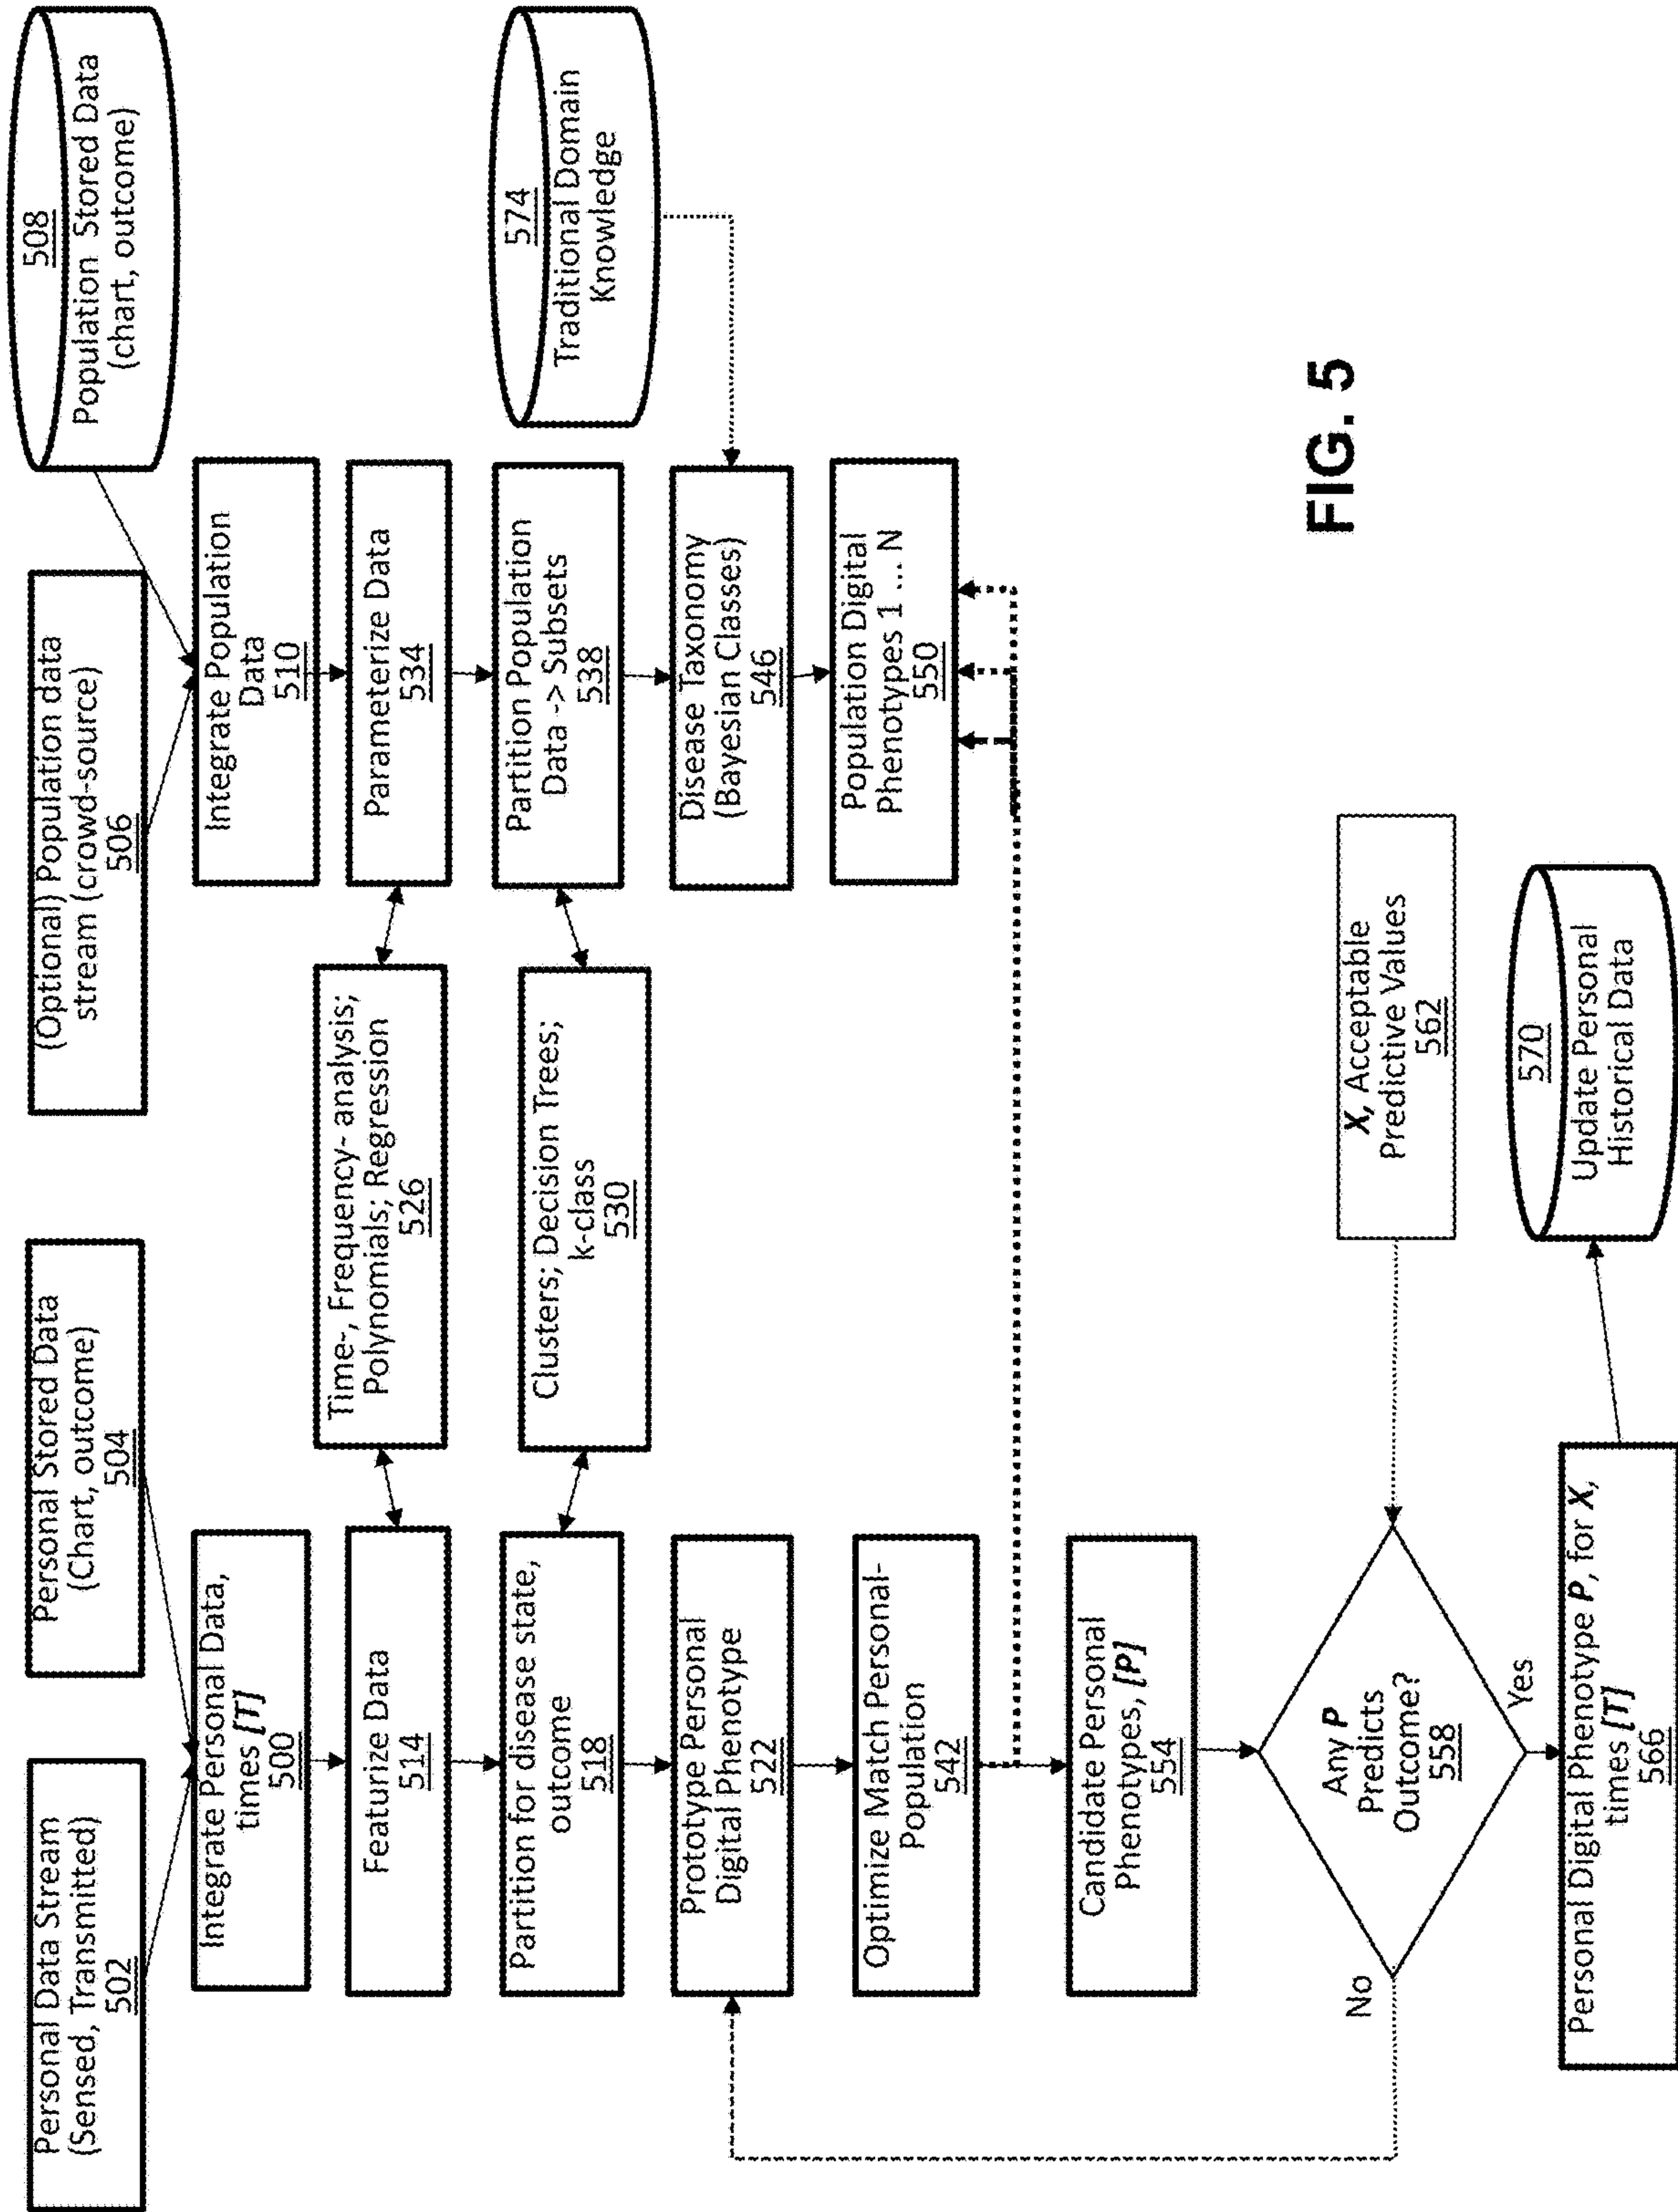 Personal Data Stream
(Sensed, Transmitted)
502
Personal Stored Data
(Chart, outcome)
504
(Optional) Population data
stream (crowd-source)
506
508
Population Stored Data
(chart, outcome)
Integrate Personal Data,
times [T]
500
Integrate Population
Data
510
Featurize Data
514
Time-, Frequency- analysis;
Polynomials; Regression
526
Parameterize Data
534
Partition for disease state,
outcome
518
Clusters; Decision Trees;
k-class
530
Partition Population
Data -> Subsets
538
574
Traditional Domain
Knowledge
Prototype Personal
Digital Phenotype
522
Disease Taxonomy
(Bayesian Classes)
546
Optimize Match Personal-
Population
542
Population Digital
Phenotypes 1 ... N
550
Candidate Personal
Phenotypes, [P]
554
Any P
Predicts
Outcome?
558
No
Yes
X, Acceptable
Predictive Values
562
Personal Digital Phenotype P, for X,
times [T]
566
570
Update Personal
Historical Data
FIG. 5